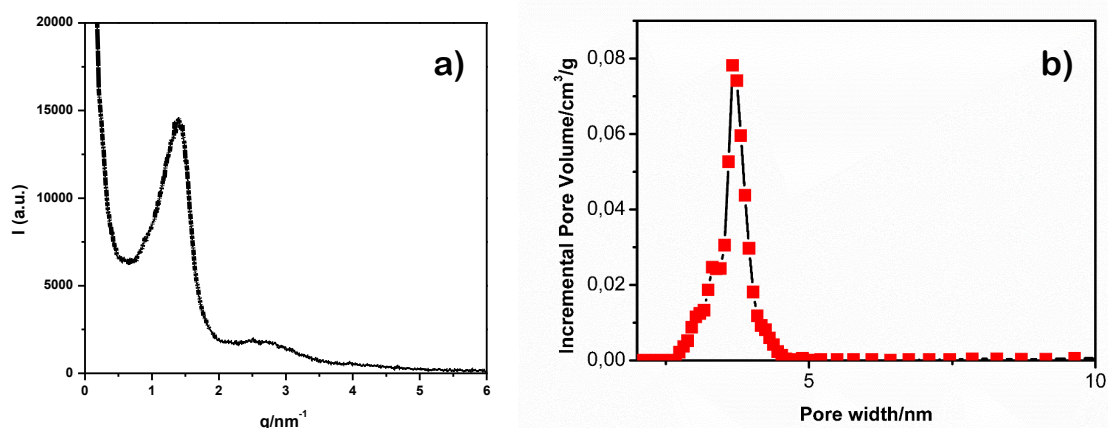 a)
20000
15000
10000
5000
0
I (a.u.)
0 1 2 3 4 5 6
q/nm⁻¹
b)
0,08
0,06
0,04
0,02
0,00
Incremental Pore Volume/cm³/g
5 10
Pore width/nm